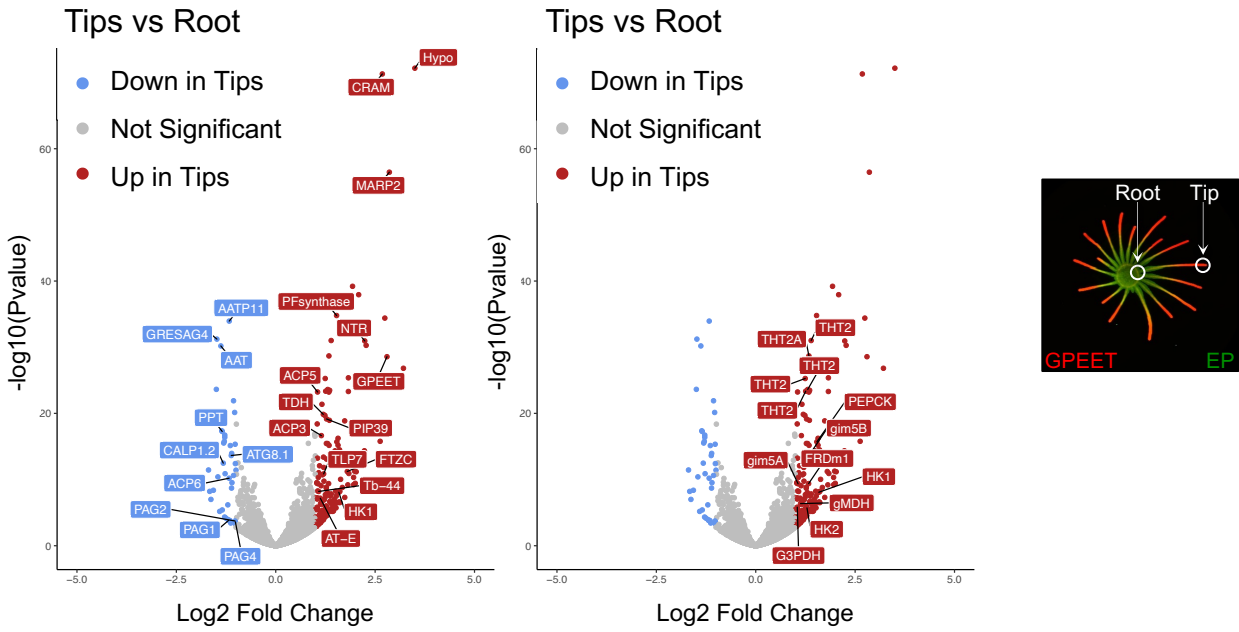 Tips vs Root
Down in Tips
Not Significant
Up in Tips
Hypo
CRAM
MARP2
AATP11
GRESAG4
AAT
PFsynthase
NTR
ACP5
GPEET
TDH
PPT
ACP3
PIP39
CALP1.2
ATG8.1
TLP7
FTZC
ACP6
Tb−44
PAG2
HK1
PAG1
AT−E
PAG4
60
40
20
0
−5.0
−2.5
0.0
2.5
5.0
-log10(Pvalue)
Log2 Fold Change
Tips vs Root
Down in Tips
Not Significant
Up in Tips
THT2A
THT2
THT2
THT2
THT2
PEPCK
gim5B
gim5A
FRDm1
HK1
gMDH
HK2
G3PDH
60
40
20
0
−5.0
−2.5
0.0
2.5
5.0
-log10(Pvalue)
Log2 Fold Change
Root
Tip
GPEET
EP